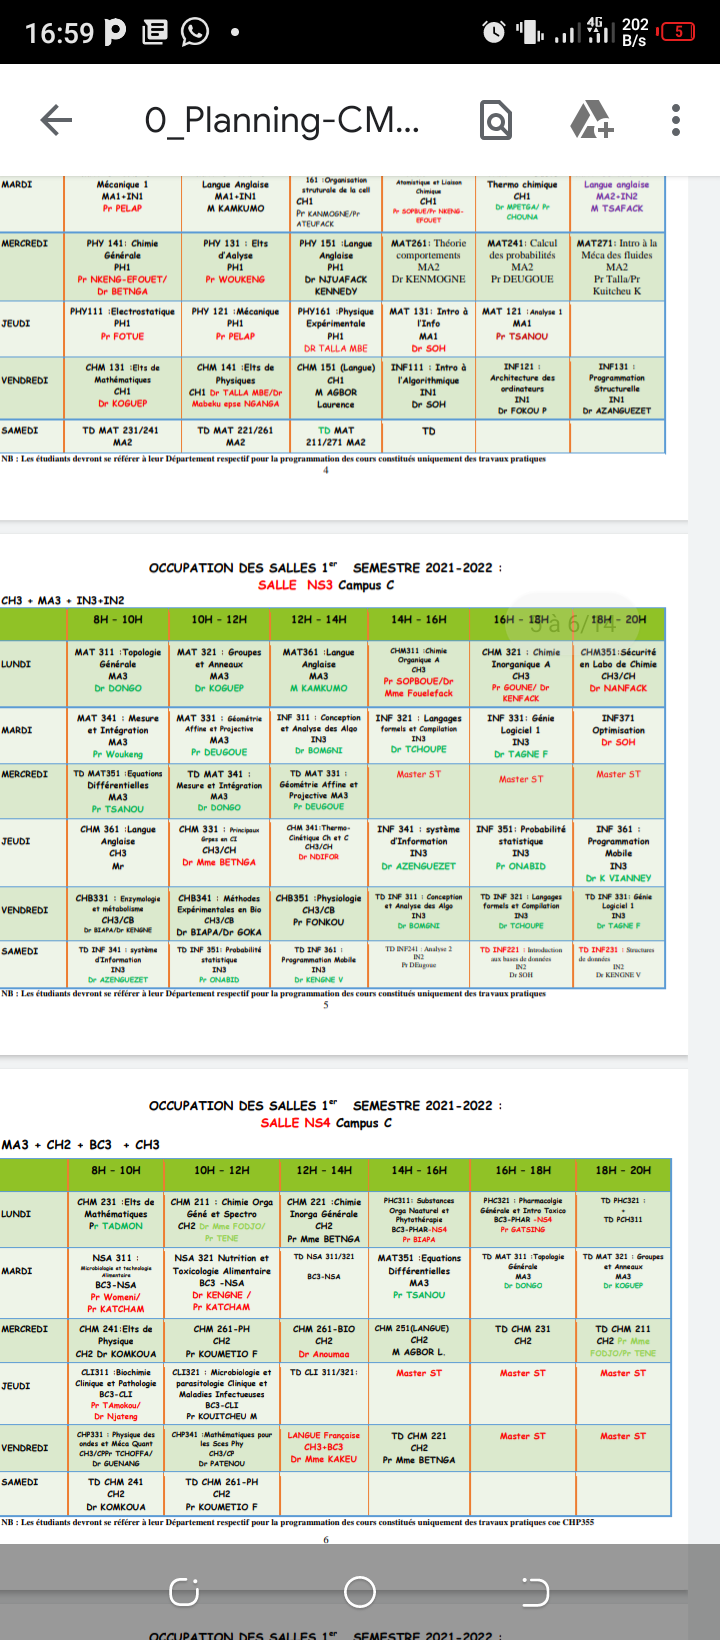 16:59
4G
202
B/s
5
0_Planning-CM...
MARDI
Mécanique 1
MA1+IN1
Pr PELAP
Langue Anglaise
MA1+IN1
M KAMKUMO
161 :Organisation
struturale de la cell
CH1
Pr KANMOGNE/Pr
ATEUFACK
Atomistique et Liaison
Chimique
CH1
Pr SOPBUE/Pr NKENG-
EFOUET
Thermo chimique
CH1
Dr MPETGA/ Pr
CHOUNA
Langue anglaise
MA2+IN2
M TSAFACK
MERCREDI
PHY 141: Chimie
Générale
PH1
Pr NKENG-EFOUET/
Dr BETNGA
PHY 131 : Elts
d'Aalyse
PH1
Pr WOUKENG
PHY 151 :Langue
Anglaise
PH1
Dr NJUAFACK
KENNEDY
MAT261: Théorie
comportements
MA2
Dr KENMOGNE
MAT241: Calcul
des probabilités
MA2
Pr DEUGOUE
MAT271: Intro à la
Méca des fluides
MA2
Pr Talla/Pr
Kuitcheu K
JEUDI
PHY111 :Electrostatique
PH1
Pr FOTUE
PHY 121 :Mécanique
PH1
Pr PELAP
PHY161 :Physique
Expérimentale
PH1
DR TALLA MBE
MAT 131: Intro à
l'Info
MA1
Dr SOH
MAT 121 :Analyse 1
MA1
Pr TSANOU
VENDREDI
CHM 131 :Elts de
Mathématiques
CH1
Dr KOGUEP
CHM 141 :Elts de
Physiques
CH1 Dr TALLA MBE/Dr
Mabeku epse NGANGA
CHM 151 (Langue)
CH1
M AGBOR
Laurence
INF111 : Intro à
l'Algorithmique
IN1
Dr SOH
INF121 :
Architecture des
ordinateurs
IN1
Dr FOKOU P
INF131 :
Programmation
Structurelle
IN1
Dr AZANGUEZET
SAMEDI
TD MAT 231/241
MA2
TD MAT 221/261
MA2
TD MAT
211/271 MA2
TD
NB : Les étudiants devront se référer à leur Département respectif pour la programmation des cours constitués uniquement des travaux pratiques
4
OCCUPATION DES SALLES 1er SEMESTRE 2021-2022 :
SALLE NS3 Campus C
CH3 + MA3 + IN3+IN2
5 à 6/14
8H - 10H
10H - 12H
12H - 14H
14H - 16H
16H - 18H
18H - 20H
LUNDI
MAT 311 :Topologie
Générale
MA3
Dr DONGO
MAT 321 : Groupes
et Anneaux
MA3
Dr KOGUEP
MAT361 :Langue
Anglaise
MA3
M KAMKUMO
CHM311 :Chimie
Organique A
CH3
Pr SOPBOUE/Dr
Mme Fouelefack
CHM 321 : Chimie
Inorganique A
CH3
Pr GOUNE/ Dr
KENFACK
CHM351:Sécurité
en Labo de Chimie
CH3/CH
Dr NANFACK
MARDI
MAT 341 : Mesure
et Intégration
MA3
Pr Woukeng
MAT 331 : Géométrie
Affine et Projective
MA3
Pr DEUGOUE
INF 311 : Conception
et Analyse des Algo
IN3
Dr BOMGNI
INF 321 : Langages
formels et Compilation
IN3
Dr TCHOUPE
INF 331: Génie
Logiciel 1
IN3
Dr TAGNE F
INF371
Optimisation
Dr SOH
MERCREDI
TD MAT351 :Equations
Différentielles
MA3
Pr TSANOU
TD MAT 341 :
Mesure et Intégration
MA3
Dr DONGO
TD MAT 331 :
Géométrie Affine et
Projective MA3
Pr DEUGOUE
Master ST
Master ST
Master ST
JEUDI
CHM 361 :Langue
Anglaise
CH3
Mr
CHM 331 : Principaux
Grpes en CI
CH3/CH
Dr Mme BETNGA
CHM 341:Thermo-
Cinétique Ch et C
CH3/CH
Dr NDIFOR
INF 341 : système
d'Information
IN3
Dr AZENGUEZET
INF 351: Probabilité
statistique
IN3
Pr ONABID
INF 361 :
Programmation
Mobile
IN3
Dr K VIANNEY
VENDREDI
CHB331 : Enzymologie
et métabolisme
CH3/CB
Dr BIAPA/Dr KENGNE
CHB341 : Méthodes
Expérimentales en Bio
CH3/CB
Dr BIAPA/Dr GOKA
CHB351 :Physiologie
CH3/CB
Pr FONKOU
TD INF 311 : Conception
et Analyse des Algo
IN3
Dr BOMGNI
TD INF 321 : Langages
formels et Compilation
IN3
Dr TCHOUPE
TD INF 331: Génie
Logiciel 1
IN3
Dr TAGNE F
SAMEDI
TD INF 341 : système
d'Information
IN3
Dr AZENGUEZET
TD INF 351: Probabilité
statistique
IN3
Pr ONABID
TD INF 361 :
Programmation Mobile
IN3
Dr KENGNE V
TD INF241 : Analyse 2
IN2
Pr DEugoue
TD INF221 : Introduction
aux bases de données
IN2
Dr SOH
TD INF231 : Structures
de données
IN2
Dr KENGNE V
NB : Les étudiants devront se référer à leur Département respectif pour la programmation des cours constitués uniquement des travaux pratiques
5
OCCUPATION DES SALLES 1er SEMESTRE 2021-2022 :
SALLE NS4 Campus C
MA3 + CH2 + BC3 + CH3
8H - 10H
10H - 12H
12H - 14H
14H - 16H
16H - 18H
18H - 20H
LUNDI
CHM 231 :Elts de
Mathématiques
Pr TADMON
CHM 211 : Chimie Orga
Géné et Spectro
CH2 Dr Mme FODJO/
Pr TENE
CHM 221 :Chimie
Inorga Générale
CH2
Pr Mme BETNGA
PHC311: Substances
Orga Naaturel et
Phytothérapie
BC3-PHAR-NS4
Pr BIAPA
PHC321 : Pharmacolgie
Générale et Intro Toxico
BC3-PHAR -NS4
Pr GATSING
TD PHC321 :
+
TD PCH311
MARDI
NSA 311 :
Microbiologie et technologie
Alimentaire
BC3-NSA
Pr Womeni/
Pr KATCHAM
NSA 321 Nutrition et
Toxicologie Alimentaire
BC3 -NSA
Dr KENGNE /
Pr KATCHAM
TD NSA 311/321
BC3-NSA
MAT351 :Equations
Différentielles
MA3
Pr TSANOU
TD MAT 311 :Topologie
Générale
MA3
Dr DONGO
TD MAT 321 : Groupes
et Anneaux
MA3
Dr KOGUEP
MERCREDI
CHM 241:Elts de
Physique
CH2 Dr KOMKOUA
CHM 261-PH
CH2
Pr KOUMETIO F
CHM 261-BIO
CH2
Dr Anoumaa
CHM 251(LANGUE)
CH2
M AGBOR L.
TD CHM 231
CH2
TD CHM 211
CH2 Pr Mme
FODJO/Pr TENE
JEUDI
CLI311 :Biochimie
Clinique et Pathologie
BC3-CLI
Pr TAmokou/
Dr Njateng
CLI321 : Microbiologie et
parasitologie Clinique et
Maladies Infectueuses
BC3-CLI
Pr KOUITCHEU M
TD CLI 311/321:
Master ST
Master ST
Master ST
VENDREDI
CHP331 : Physique des
ondes et Méca Quant
CH3/CPPr TCHOFFA/
Dr GUENANG
CHP341 :Mathématiques pour
les Sces Phy
CH3/CP
Dr PATENOU
LANGUE Française
CH3+BC3
Dr Mme KAKEU
TD CHM 221
CH2
Pr Mme BETNGA
Master ST
Master ST
SAMEDI
TD CHM 241
CH2
Dr KOMKOUA
TD CHM 261-PH
CH2
Pr KOUMETIO F
NB : Les étudiants devront se référer à leur Département respectif pour la programmation des cours constitués uniquement des travaux pratiques coe CHP355
6
OCCUPATION DES SALLES 1er SEMESTRE 2021-2022 :